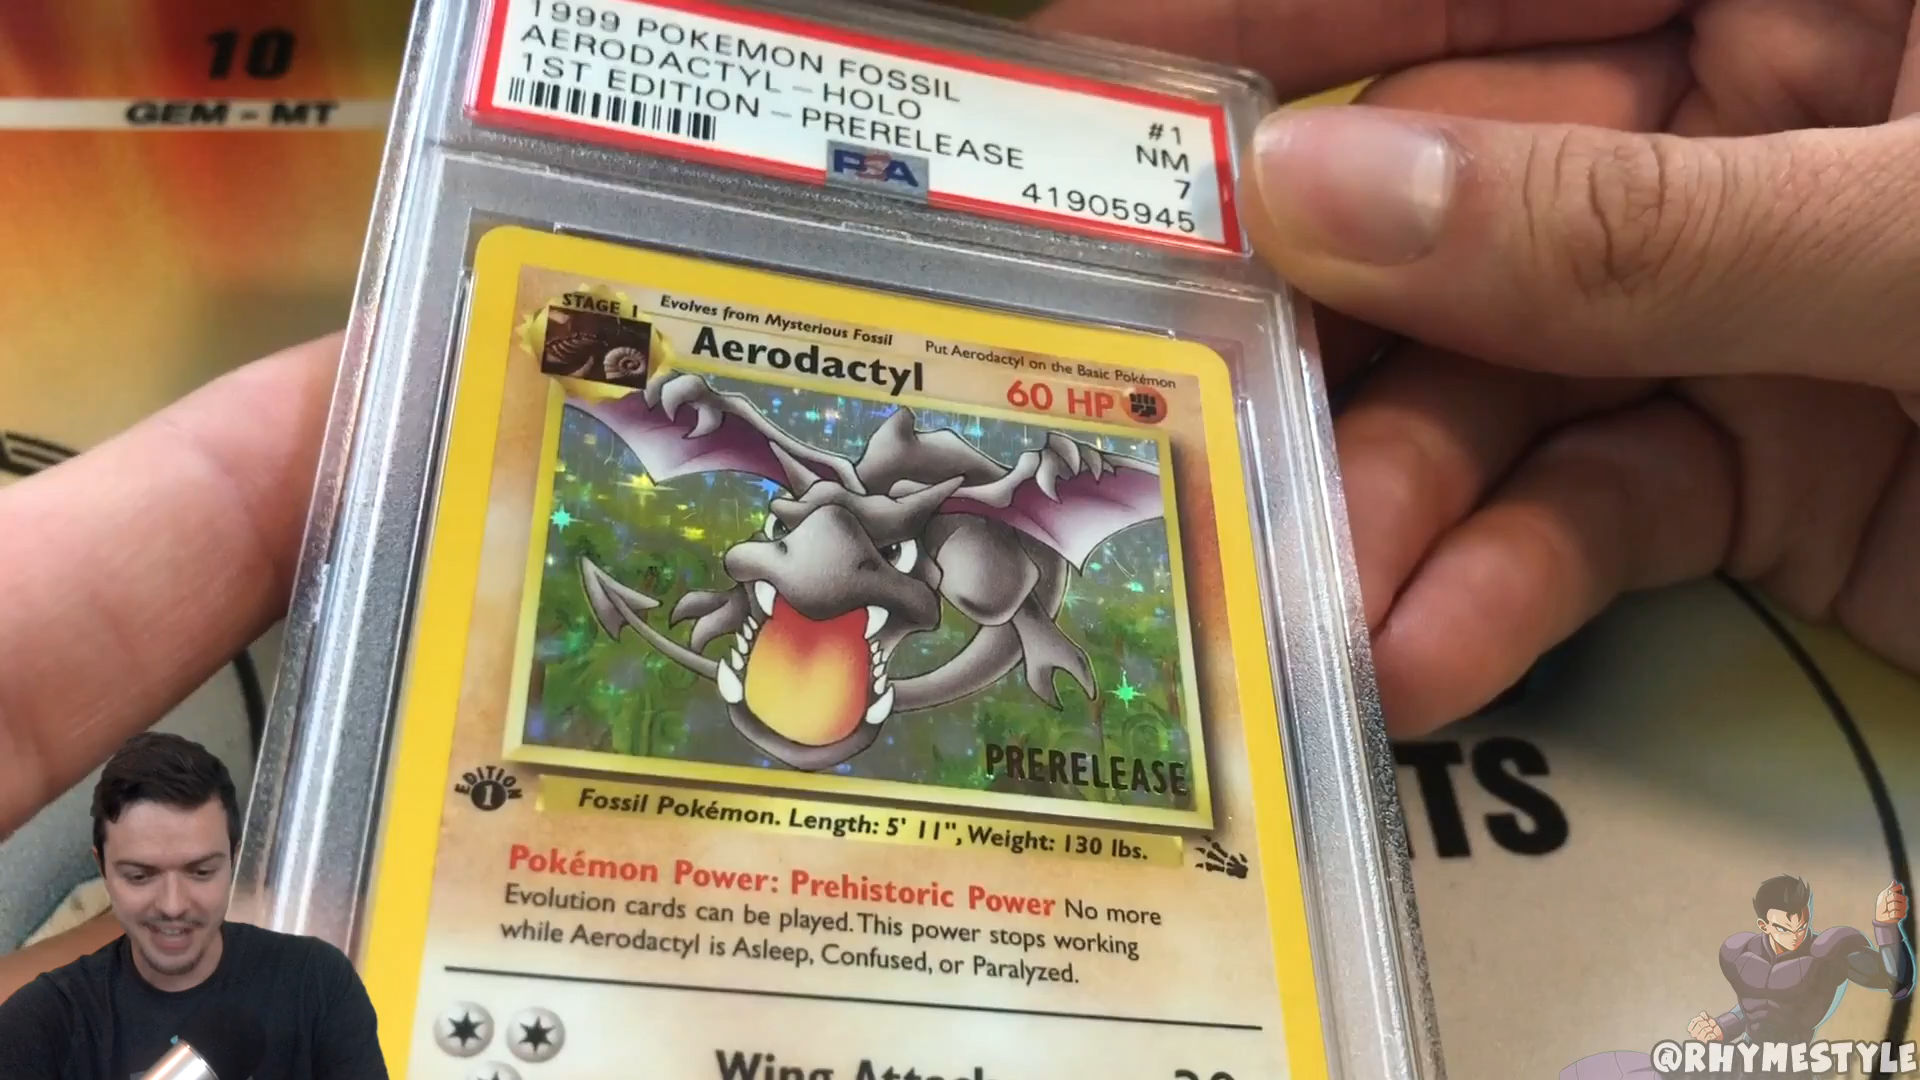 10
GEM - MT
1999 POKEMON FOSSIL
AERODACTYL - HOLO
1ST EDITION - PRERELEASE
#1
NM
7
41905945
PSA
STAGE 1
Evolves from Mysterious Fossil
Put Aerodactyl on the Basic Pokémon
Aerodactyl
60 HP
PRERELEASE
EDITION
1
Fossil Pokémon. Length: 5' 11", Weight: 130 lbs.
Pokémon Power: Prehistoric Power No more
Evolution cards can be played. This power stops working
while Aerodactyl is Asleep, Confused, or Paralyzed.
Wing
@RHYMESTYLE